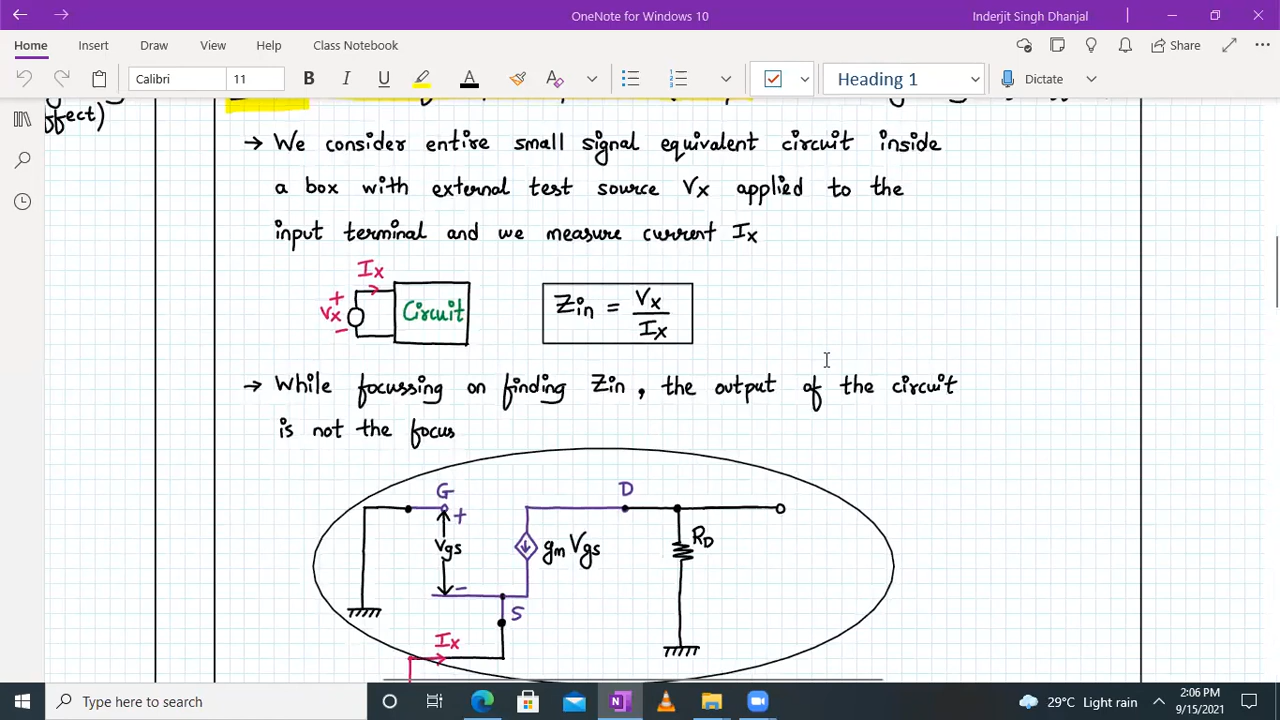 OneNote for Windows 10
Inderjit Singh Dhanjal
Home Insert Draw View Help Class Notebook
Share
Calibri 11 B I U A Heading 1 Dictate
ffect)
→ We consider entire small signal equivalent circuit inside
a box with external test source Vx applied to the
input terminal and we measure current Ix
Ix
+
Vx
-
Circuit
Zin = Vx
Ix
→ While focussing on finding Zin, the output of the circuit
is not the focus
G
+
Vgs
-
gm Vgs
D
RD
S
Ix
Type here to search
29°C Light rain
2:06 PM
9/15/2021